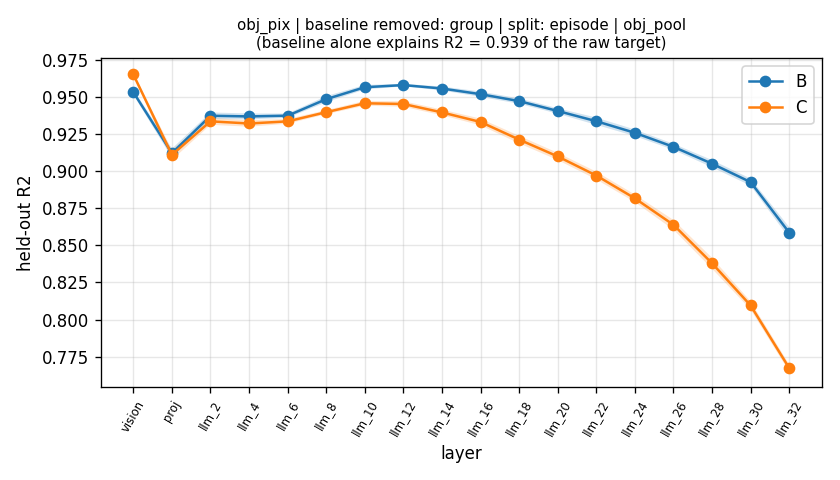 obj_pix | baseline removed: group | split: episode | obj_pool
(baseline alone explains R2 = 0.939 of the raw target)
B
C
held-out R2
0.975
0.950
0.925
0.900
0.875
0.850
0.825
0.800
0.775
vision
proj
llm_2
llm_4
llm_6
llm_8
llm_10
llm_12
llm_14
llm_16
llm_18
llm_20
llm_22
llm_24
llm_26
llm_28
llm_30
llm_32
layer